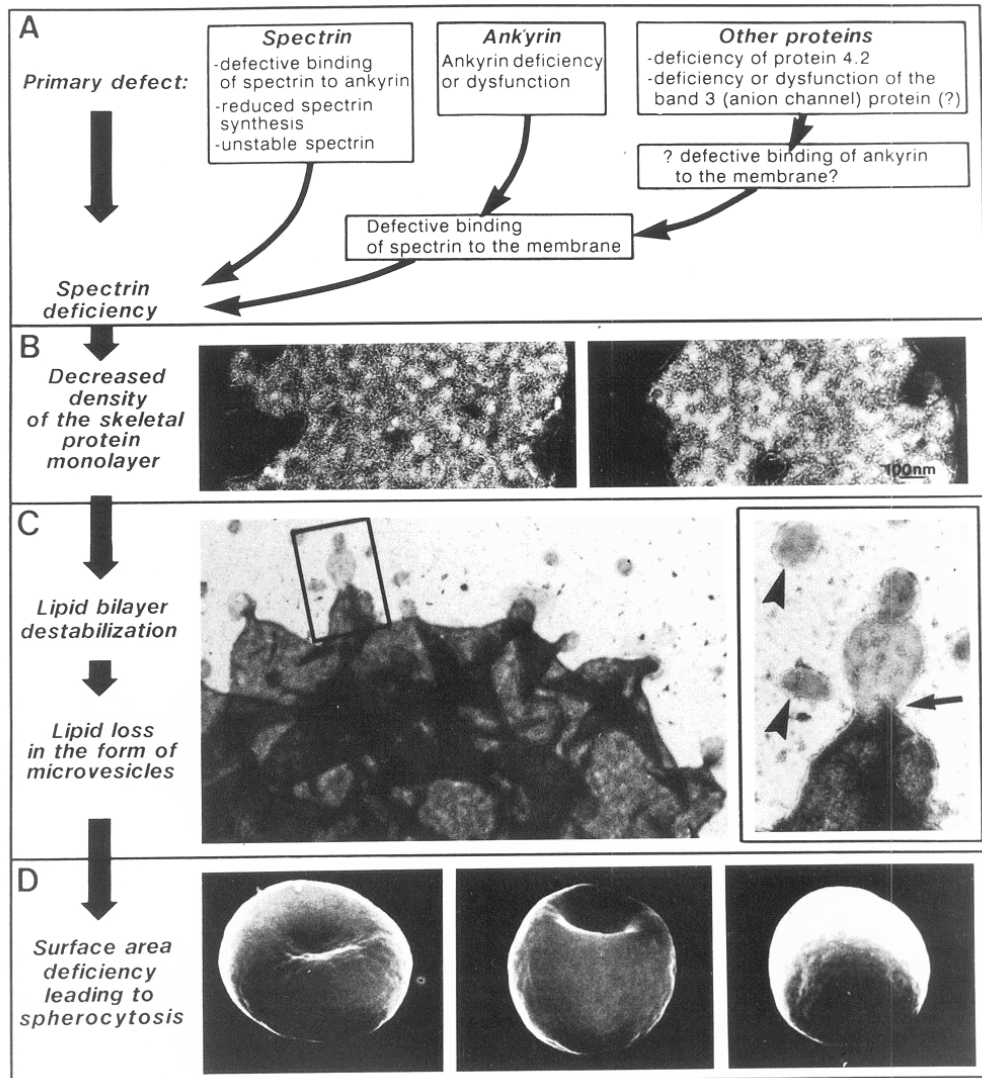 A
Primary defect:
Spectrin
-defective binding
of spectrin to ankyrin
-reduced spectrin
synthesis
-unstable spectrin
Ankyrin
Ankyrin deficiency
or dysfunction
Other proteins
-deficiency of protein 4.2
-deficiency or dysfunction of the
band 3 (anion channel) protein (?)
? defective binding of ankyrin
to the membrane?
Defective binding
of spectrin to the membrane
Spectrin
deficiency
B
Decreased
density
of the skeletal
protein
monolayer
100nm
C
Lipid bilayer
destabilization
Lipid loss
in the form of
microvesicles
D
Surface area
deficiency
leading to
spherocytosis